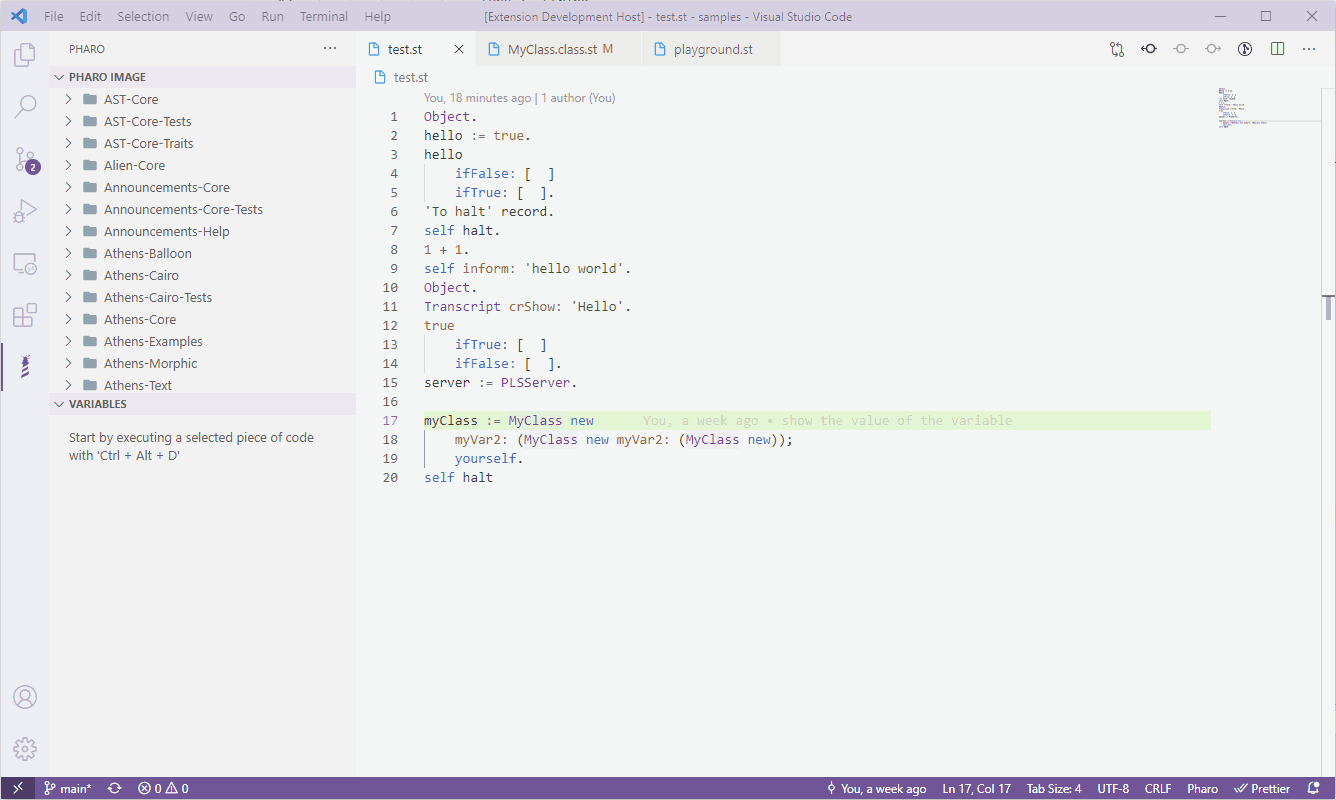 File Edit Selection View Go Run Terminal Help [Extension Development Host] - test.st - samples - Visual Studio Code
PHARO
PHARO IMAGE
AST-Core
AST-Core-Tests
AST-Core-Traits
Alien-Core
Announcements-Core
Announcements-Core-Tests
Announcements-Help
Athens-Balloon
Athens-Cairo
Athens-Cairo-Tests
Athens-Core
Athens-Examples
Athens-Morphic
Athens-Text
VARIABLES
Start by executing a selected piece of code
with 'Ctrl + Alt + D'
2
test.st MyClass.class.st M playground.st
test.st
You, 18 minutes ago | 1 author (You)
1 Object.
2 hello := true.
3 hello
4 ifFalse: [  ]
5 ifTrue: [  ].
6 'To halt' record.
7 self halt.
8 1 + 1.
9 self inform: 'hello world'.
10 Object.
11 Transcript crShow: 'Hello'.
12 true
13 ifTrue: [  ]
14 ifFalse: [  ].
15 server := PLSServer.
16
17 myClass := MyClass new You, a week ago • show the value of the variable
18 myVar2: (MyClass new myVar2: (MyClass new));
19 yourself.
20 self halt
main* 0 0 You, a week ago Ln 17, Col 17 Tab Size: 4 UTF-8 CRLF Pharo Prettier